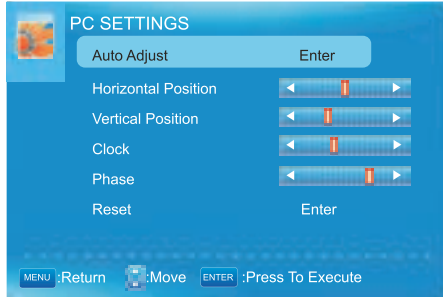 PC SETTINGS
Auto Adjust Enter
Horizontal Position
Vertical Position
Clock
Phase
Reset Enter
MENU :Return :Move ENTER :Press To Execute